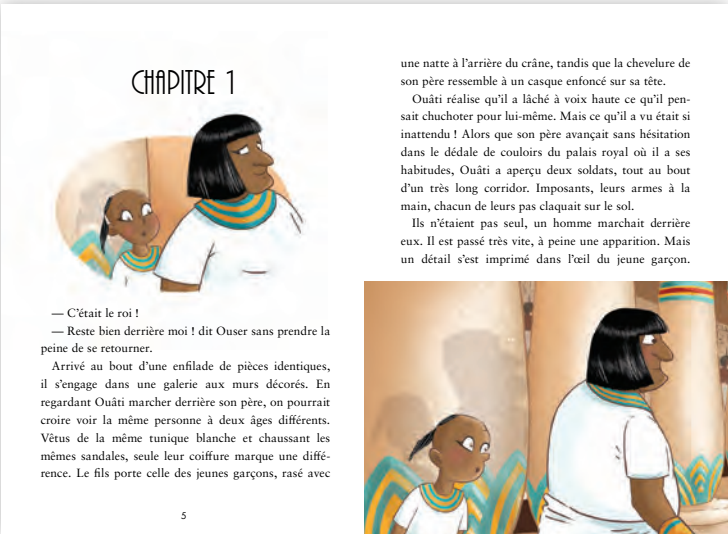 CHAPITRE 1
— C'était le roi !
— Reste bien derrière moi ! dit Ouser sans prendre la
peine de se retourner.
Arrivé au bout d'une enfilade de pièces identiques,
il s'engage dans une galerie aux murs décorés. En
regardant Ouâti marcher derrière son père, on pourrait
croire voir la même personne à deux âges différents.
Vêtus de la même tunique blanche et chaussant les
mêmes sandales, seule leur coiffure marque une diffé-
rence. Le fils porte celle des jeunes garçons, rasé avec
5
une natte à l'arrière du crâne, tandis que la chevelure de
son père ressemble à un casque enfoncé sur sa tête.
Ouâti réalise qu'il a lâché à voix haute ce qu'il pen-
sait chuchoter pour lui-même. Mais ce qu'il a vu était si
inattendu ! Alors que son père avançait sans hésitation
dans le dédale de couloirs du palais royal où il a ses
habitudes, Ouâti a aperçu deux soldats, tout au bout
d'un très long corridor. Imposants, leurs armes à la
main, chacun de leurs pas claquait sur le sol.
Ils n'étaient pas seul, un homme marchait derrière
eux. Il est passé très vite, à peine une apparition. Mais
un détail s'est imprimé dans l'œil du jeune garçon.